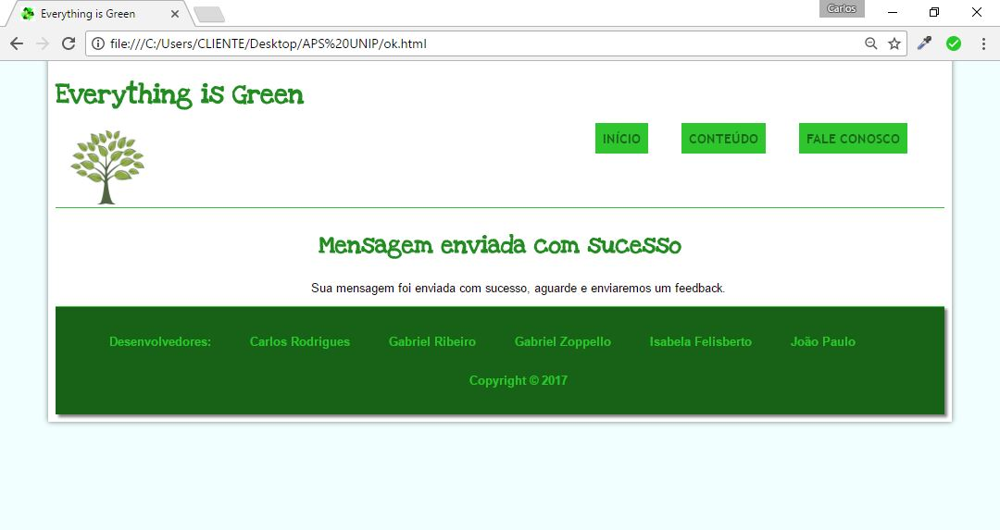 Everything is Green
Carlos
file:///C:/Users/CLIENTE/Desktop/APS%20UNIP/ok.html
Everything is Green
INÍCIO CONTEÚDO FALE CONOSCO
Mensagem enviada com sucesso
Sua mensagem foi enviada com sucesso, aguarde e enviaremos um feedback.
Desenvolvedores: Carlos Rodrigues Gabriel Ribeiro Gabriel Zoppello Isabela Felisberto João Paulo
Copyright © 2017